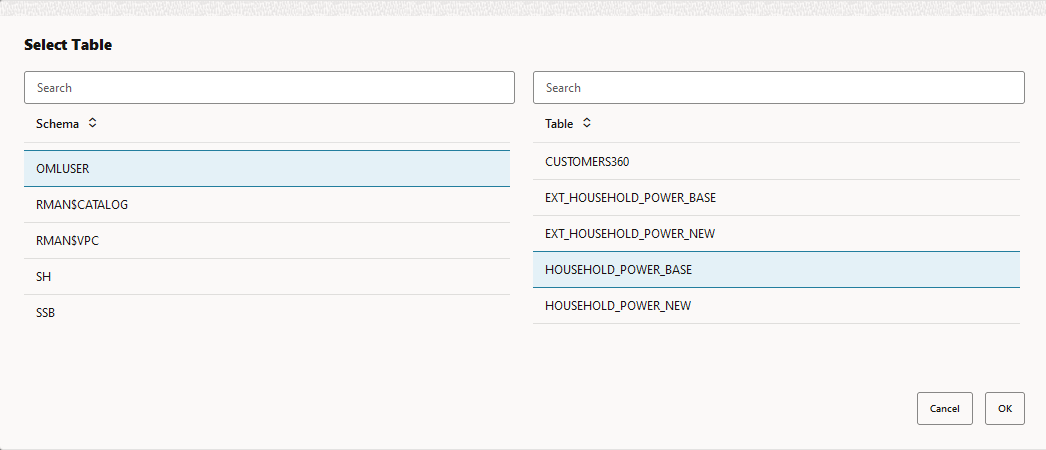 Select Table
Search
Search
Schema
Table
OMLUSER
RMAN$CATALOG
RMAN$VPC
SH
SSB
CUSTOMERS360
EXT_HOUSEHOLD_POWER_BASE
EXT_HOUSEHOLD_POWER_NEW
HOUSEHOLD_POWER_BASE
HOUSEHOLD_POWER_NEW
Cancel
OK